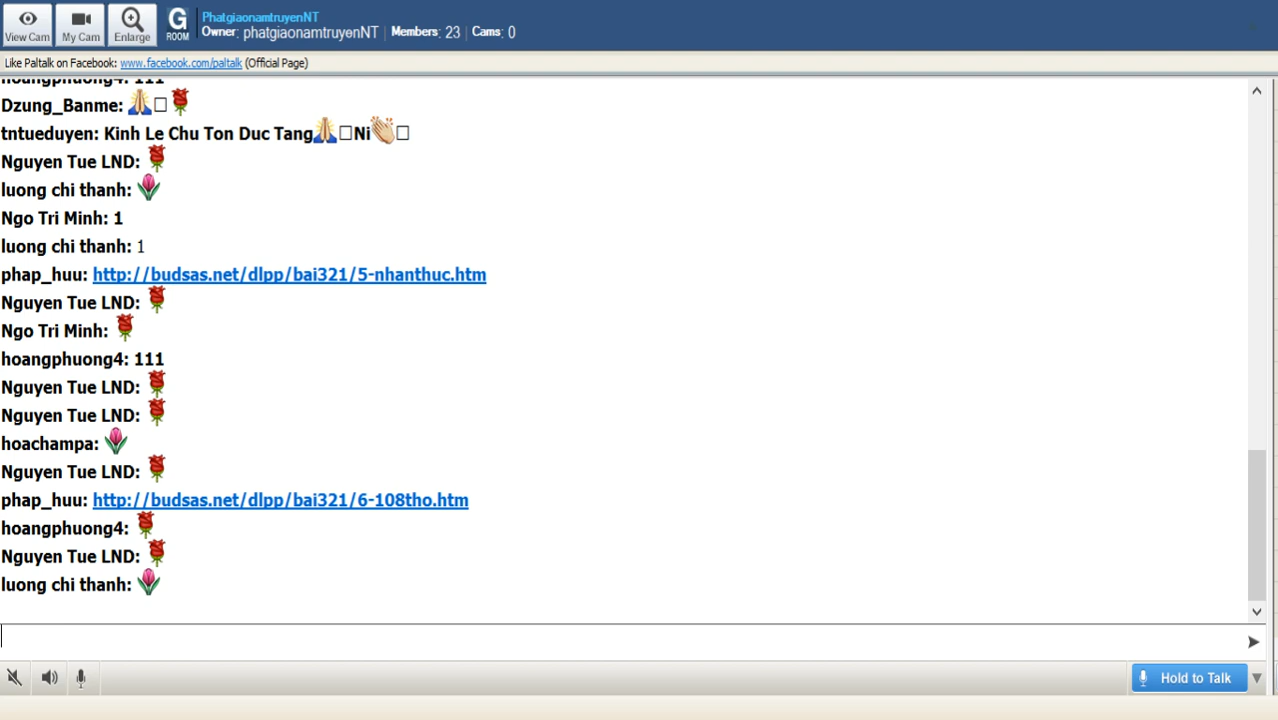 View Cam
My Cam
Enlarge
G
ROOM
PhatgiaonamtruyenNT
Owner: phatgiaonamtruyenNT | Members: 23 | Cams: 0
Like Paltalk on Facebook: www.facebook.com/paltalk (Official Page)
hoangphuong4: 111
Dzung_Banme: 🙏□🌹
tntueduyen: Kinh Le Chu Ton Duc Tang🙏□Ni👏□
Nguyen Tue LND: 🌹
luong chi thanh: 🌷
Ngo Tri Minh: 1
luong chi thanh: 1
phap_huu: http://budsas.net/dlpp/bai321/5-nhanthuc.htm
Nguyen Tue LND: 🌹
Ngo Tri Minh: 🌹
hoangphuong4: 111
Nguyen Tue LND: 🌹
Nguyen Tue LND: 🌹
hoachampa: 🌷
Nguyen Tue LND: 🌹
phap_huu: http://budsas.net/dlpp/bai321/6-108tho.htm
hoangphuong4: 🌹
Nguyen Tue LND: 🌹
luong chi thanh: 🌷
Hold to Talk